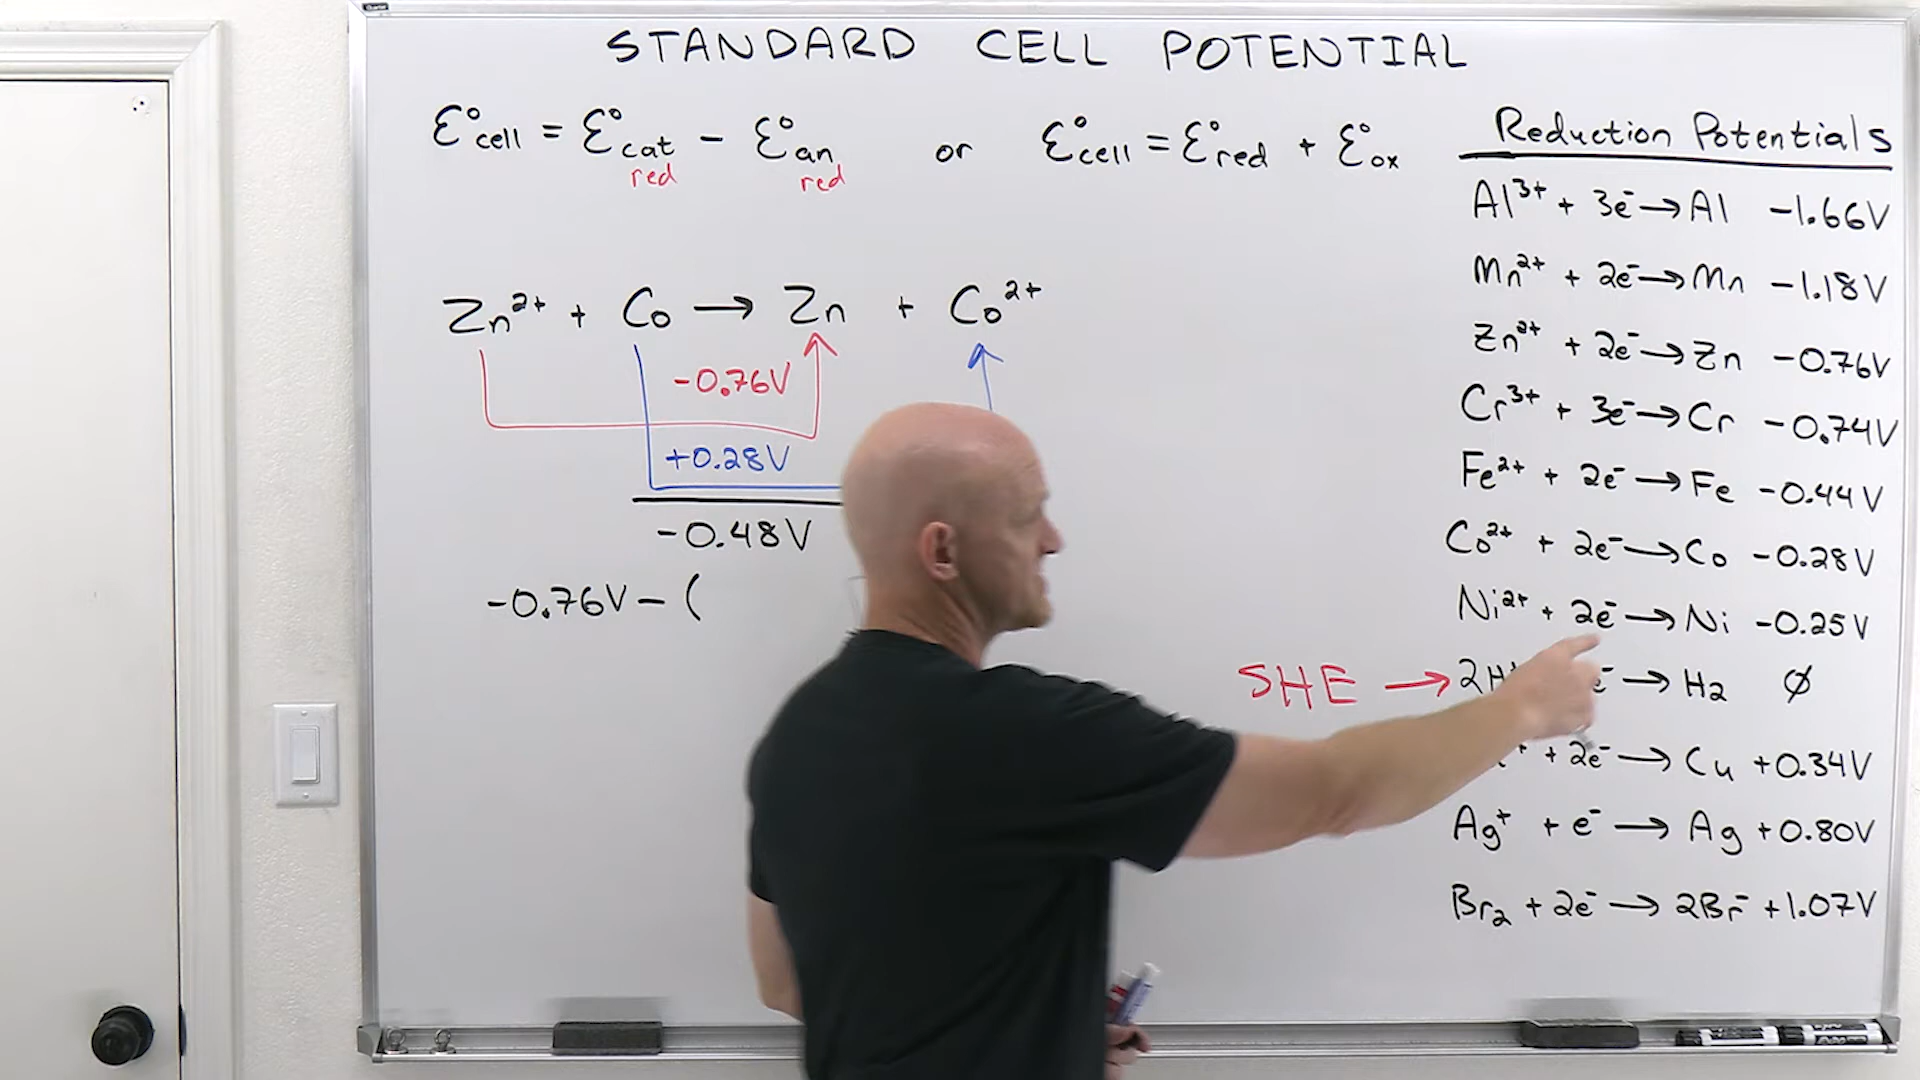 STANDARD CELL POTENTIAL
Ɛ°cell = Ɛ°cat - Ɛ°an or Ɛ°cell = Ɛ°red + Ɛ°ox
red red
Zn²⁺ + Co → Zn + Co²⁺
-0.76V
+0.28V
-0.48V
-0.76V - (
SHE →
Reduction Potentials
Al³⁺ + 3e⁻ → Al -1.66V
Mn²⁺ + 2e⁻ → Mn -1.18V
Zn²⁺ + 2e⁻ → Zn -0.76V
Cr³⁺ + 3e⁻ → Cr -0.74V
Fe²⁺ + 2e⁻ → Fe -0.44V
Co²⁺ + 2e⁻ → Co -0.28V
Ni²⁺ + 2e⁻ → Ni -0.25V
2H e⁻ → H₂ ∅
⁺ + 2e⁻ → Cu +0.34V
Ag⁺ + e⁻ → Ag +0.80V
Br₂ + 2e⁻ → 2Br⁻ +1.07V